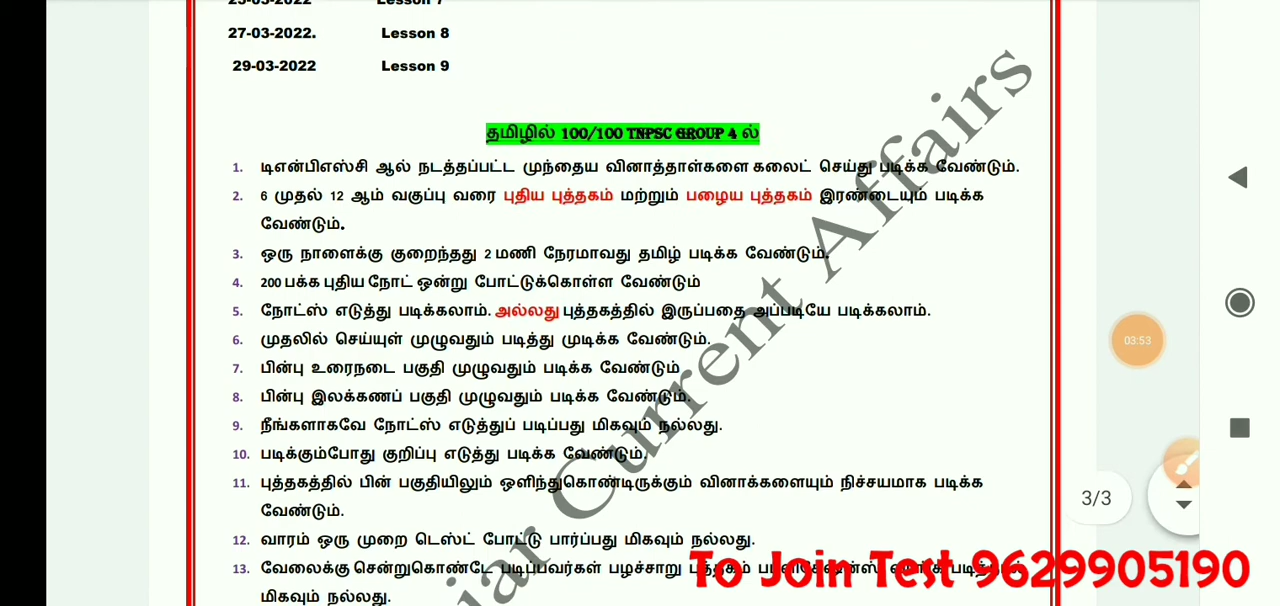 25-03-2022 Lesson 7
27-03-2022. Lesson 8
29-03-2022 Lesson 9
தமிழில் 100/100 TNPSC GROUP 4 ல்
1. டிஎன்பிஎஸ்சி ஆல் நடத்தப்பட்ட முந்தைய வினாத்தாள்களை கலைட் செய்து படிக்க வேண்டும்.
2. 6 முதல் 12 ஆம் வகுப்பு வரை புதிய புத்தகம் மற்றும் பழைய புத்தகம் இரண்டையும் படிக்க
வேண்டும்.
3. ஒரு நாளைக்கு குறைந்தது 2 மணி நேரமாவது தமிழ் படிக்க வேண்டும்.
4. 200 பக்க புதிய நோட் ஒன்று போட்டுக்கொள்ள வேண்டும்
5. நோட்ஸ் எடுத்து படிக்கலாம். அல்லது புத்தகத்தில் இருப்பதை அப்படியே படிக்கலாம்.
6. முதலில் செய்யுள் முழுவதும் படித்து முடிக்க வேண்டும்.
7. பின்பு உரைநடை பகுதி முழுவதும் படிக்க வேண்டும்
8. பின்பு இலக்கணப் பகுதி முழுவதும் படிக்க வேண்டும்.
9. நீங்களாகவே நோட்ஸ் எடுத்துப் படிப்பது மிகவும் நல்லது.
10. படிக்கும்போது குறிப்பு எடுத்து படிக்க வேண்டும்.
11. புத்தகத்தில் பின் பகுதியிலும் ஒளிந்துகொண்டிருக்கும் வினாக்களையும் நிச்சயமாக படிக்க
வேண்டும்.
12. வாரம் ஒரு முறை டெஸ்ட் போட்டு பார்ப்பது மிகவும் நல்லது.
13. வேலைக்கு சென்றுகொண்டே படிப்பவர்கள் பழச்சாறு புத்தகம்
மிகவும் நல்லது.
Current Affairs
03:53
3/3
To Join Test 9629905190